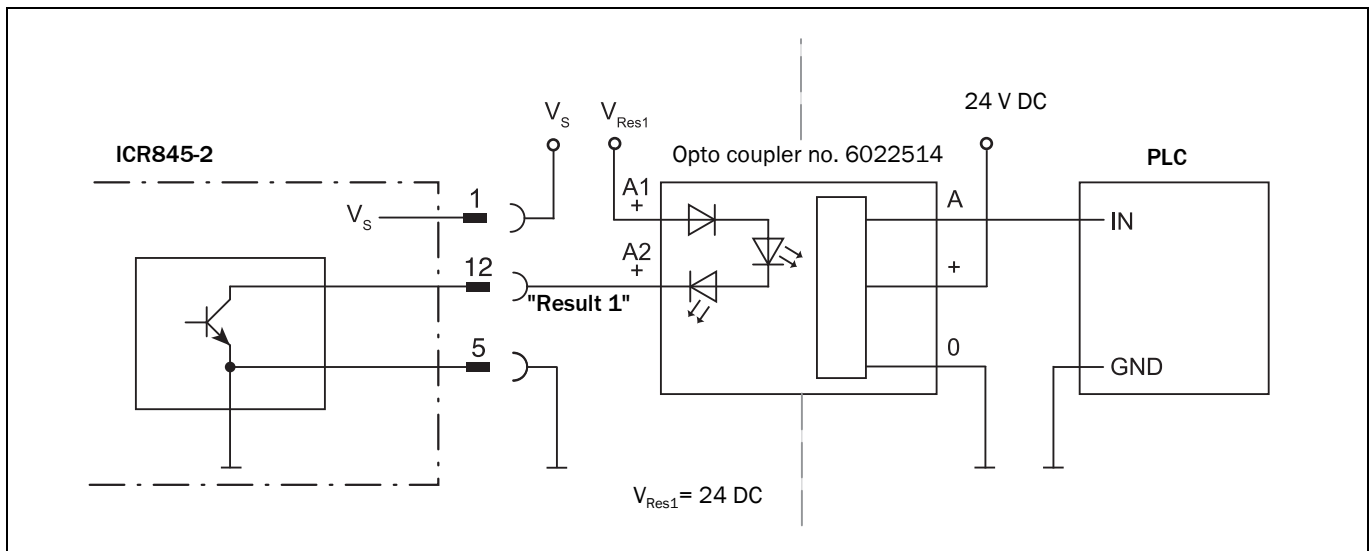 24 V DC
V_S V_Res1
ICR845-2
Opto coupler no. 6022514
PLC
1
A1
+
A
V_S
IN
12
A2
+
+
"Result 1"
5
0
GND
V_Res1= 24 DC